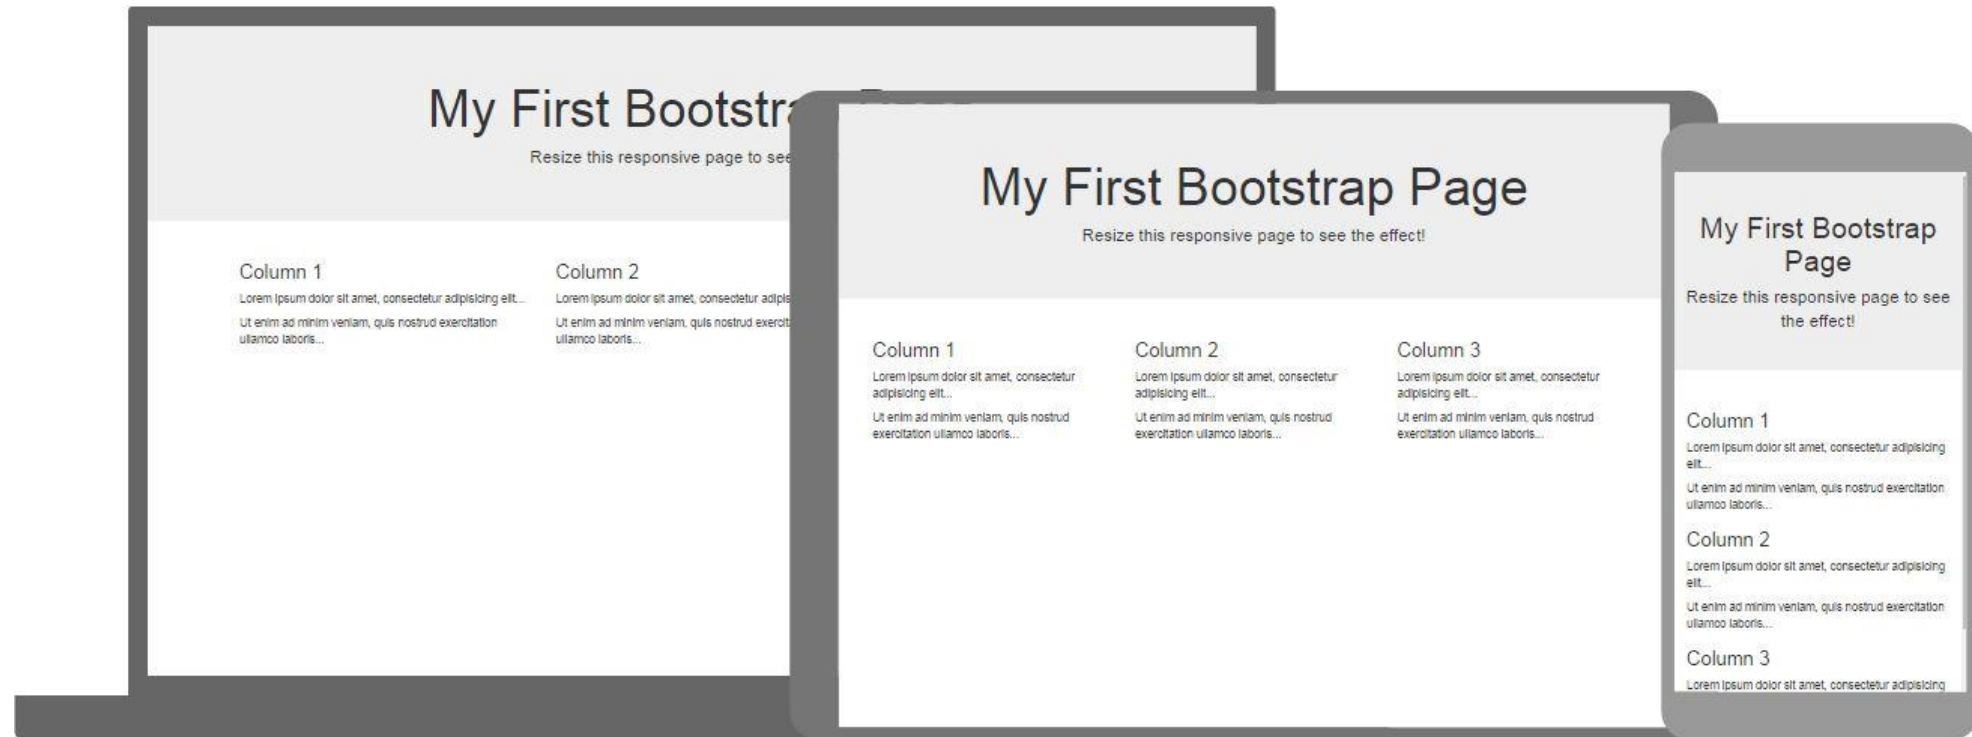 My First Bootstra
Resize this responsive page to see
Column 1
Lorem ipsum dolor sit amet, consectetur adipisicing elit...
Ut enim ad minim veniam, quis nostrud exercitation
ullamco laboris...
Column 2
Lorem ipsum dolor sit amet, consectetur adipis
Ut enim ad minim veniam, quis nostrud exercit
ullamco laboris...
My First Bootstrap Page
Resize this responsive page to see the effect!
Column 1
Lorem ipsum dolor sit amet, consectetur
adipisicing elit...
Ut enim ad minim veniam, quis nostrud
exercitation ullamco laboris...
Column 2
Lorem ipsum dolor sit amet, consectetur
adipisicing elit...
Ut enim ad minim veniam, quis nostrud
exercitation ullamco laboris...
Column 3
Lorem ipsum dolor sit amet, consectetur
adipisicing elit...
Ut enim ad minim veniam, quis nostrud
exercitation ullamco laboris...
My First Bootstrap
Page
Resize this responsive page to see
the effect!
Column 1
Lorem ipsum dolor sit amet, consectetur adipisicing
elit...
Ut enim ad minim veniam, quis nostrud exercitation
ullamco laboris...
Column 2
Lorem ipsum dolor sit amet, consectetur adipisicing
elit...
Ut enim ad minim veniam, quis nostrud exercitation
ullamco laboris...
Column 3
Lorem ipsum dolor sit amet, consectetur adipisicing